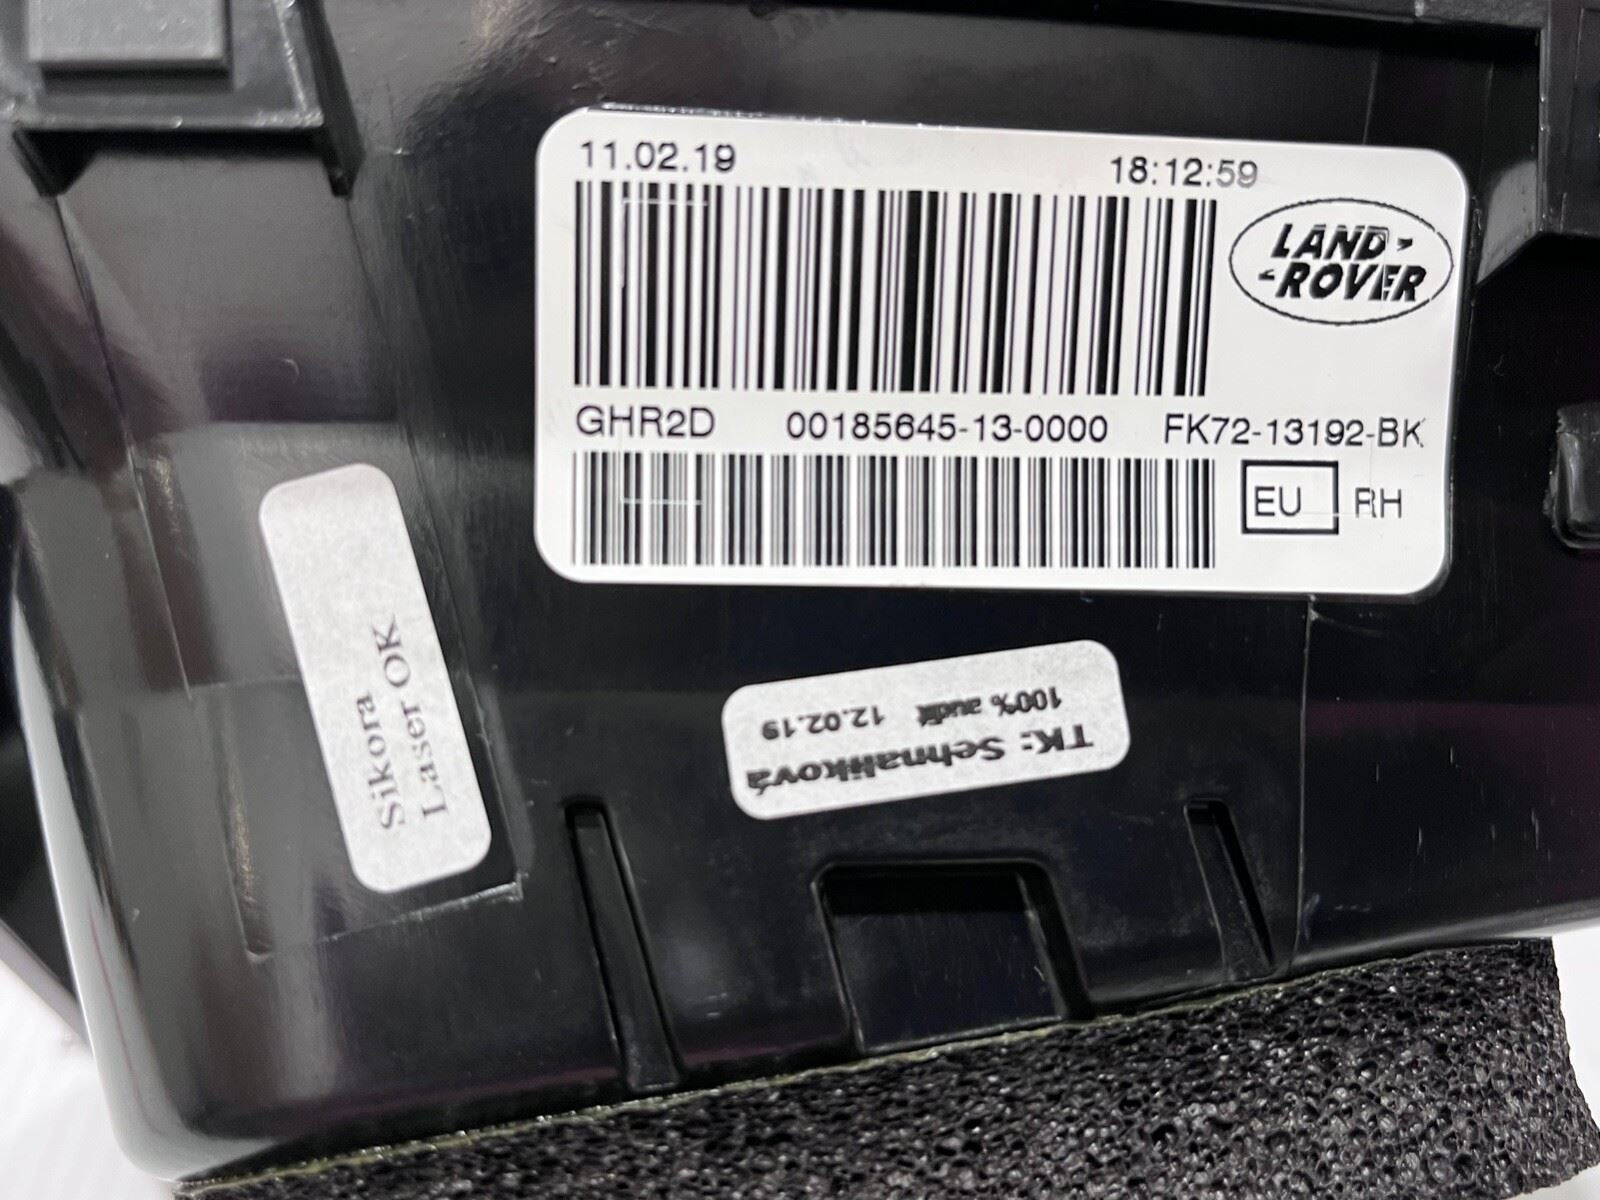 11.02.19 18:12:59
LAND-
-ROVER
GHR2D 00185645-13-0000 FK72-13192-BK
EU RH
Sikora
Laser OK
TK: Sehnalíková
100% audit 12.02.19